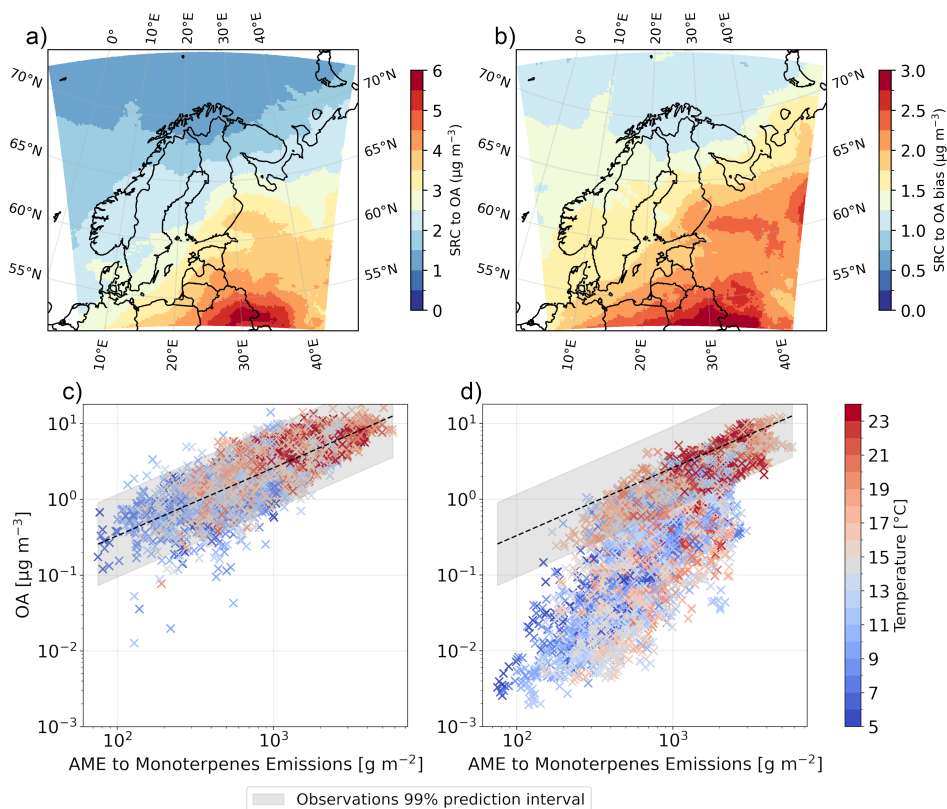 a)
0° 10°E 20°E 30°E 40°E
70°N 70°N
65°N 65°N
60°N 60°N
55°N 55°N
10°E 20°E 30°E 40°E
6
5
4
3
2
1
0
SRC to OA (µg m⁻³)
b)
0° 10°E 20°E 30°E 40°E
70°N 70°N
65°N 65°N
60°N 60°N
55°N 55°N
10°E 20°E 30°E 40°E
3.0
2.5
2.0
1.5
1.0
0.5
0.0
SRC to OA bias (µg m⁻³)
c)
10¹
10⁰
10⁻¹
10⁻²
10⁻³
OA [µg m⁻³]
10² 10³
AME to Monoterpenes Emissions [g m⁻²]
d)
10¹
10⁰
10⁻¹
10⁻²
10⁻³
10² 10³
AME to Monoterpenes Emissions [g m⁻²]
23
21
19
17
15
13
11
9
7
5
Temperature [°C]
Observations 99% prediction interval